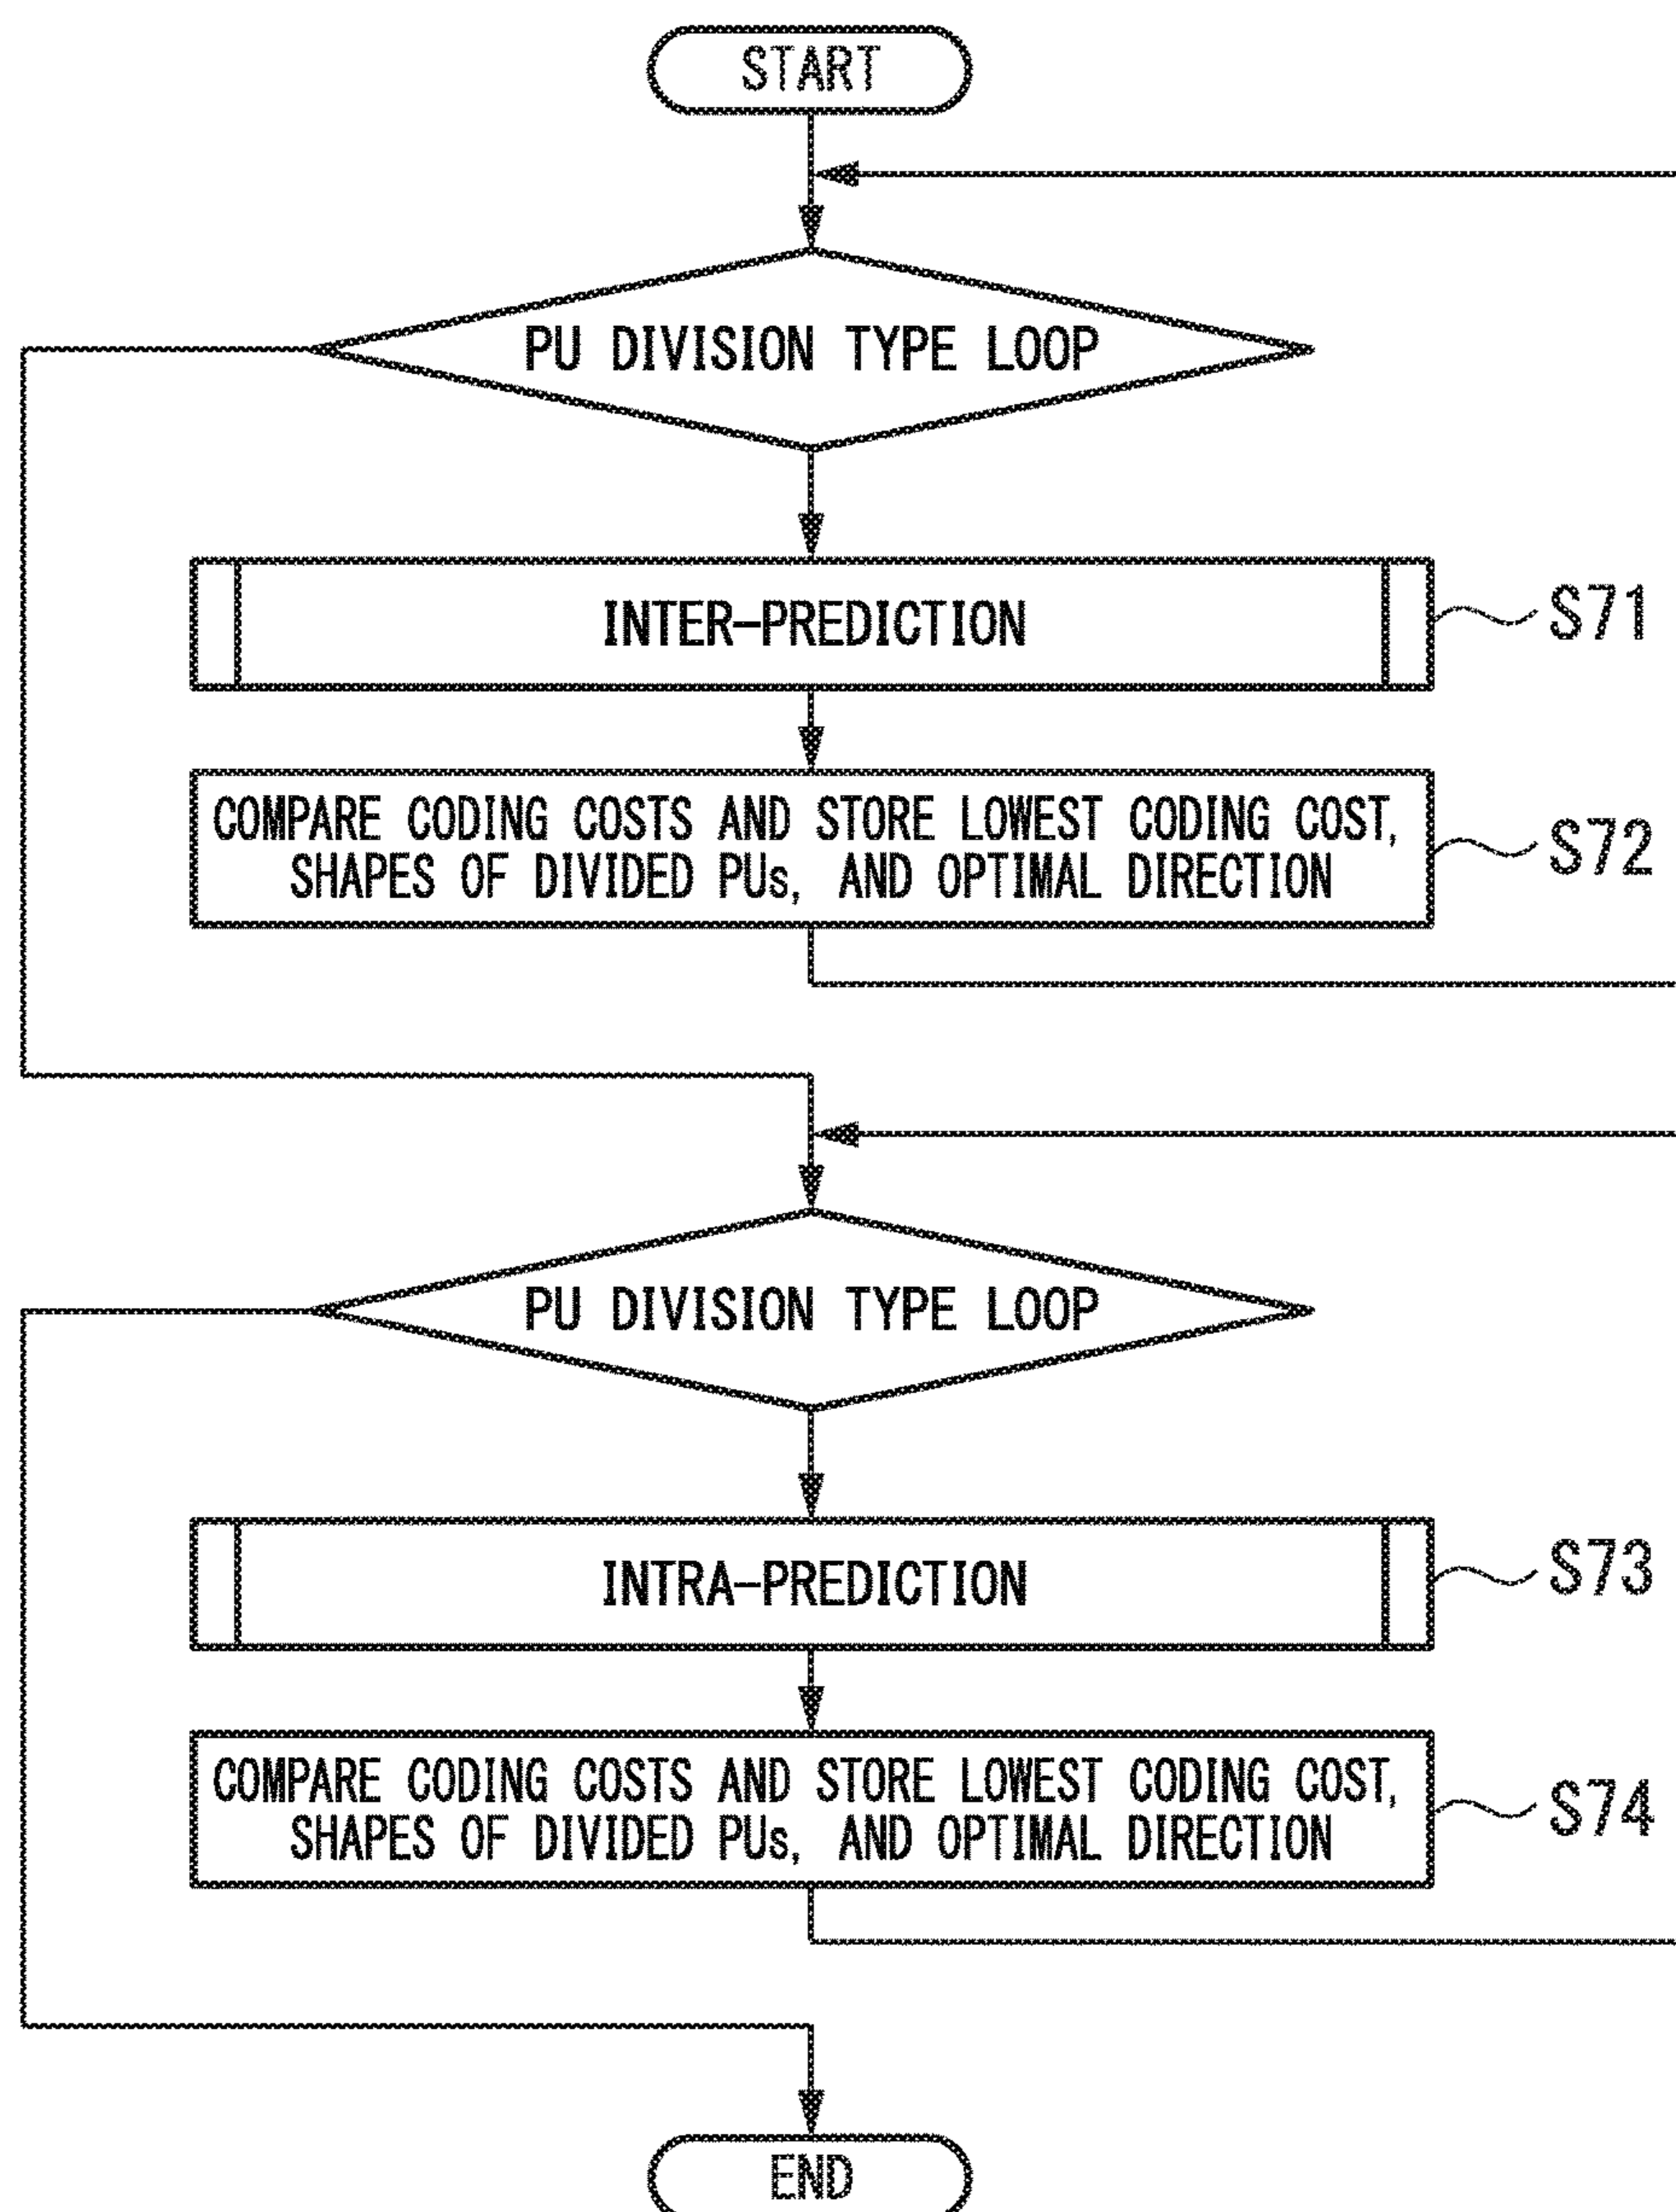 START
PU DIVISION TYPE LOOP
INTER-PREDICTION
S71
COMPARE CODING COSTS AND STORE LOWEST CODING COST,
SHAPES OF DIVIDED PUs, AND OPTIMAL DIRECTION
S72
PU DIVISION TYPE LOOP
INTRA-PREDICTION
S73
COMPARE CODING COSTS AND STORE LOWEST CODING COST,
SHAPES OF DIVIDED PUs, AND OPTIMAL DIRECTION
S74
END